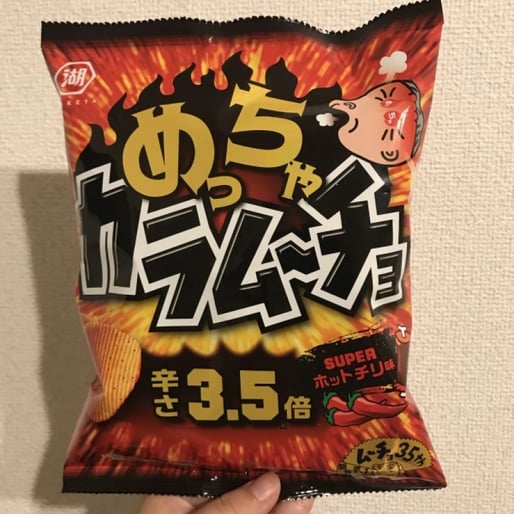 湖
めっちゃ
カラムーチョ
辛さ3.5倍
SUPER
ホットチリ味
ムーチョ3.5倍